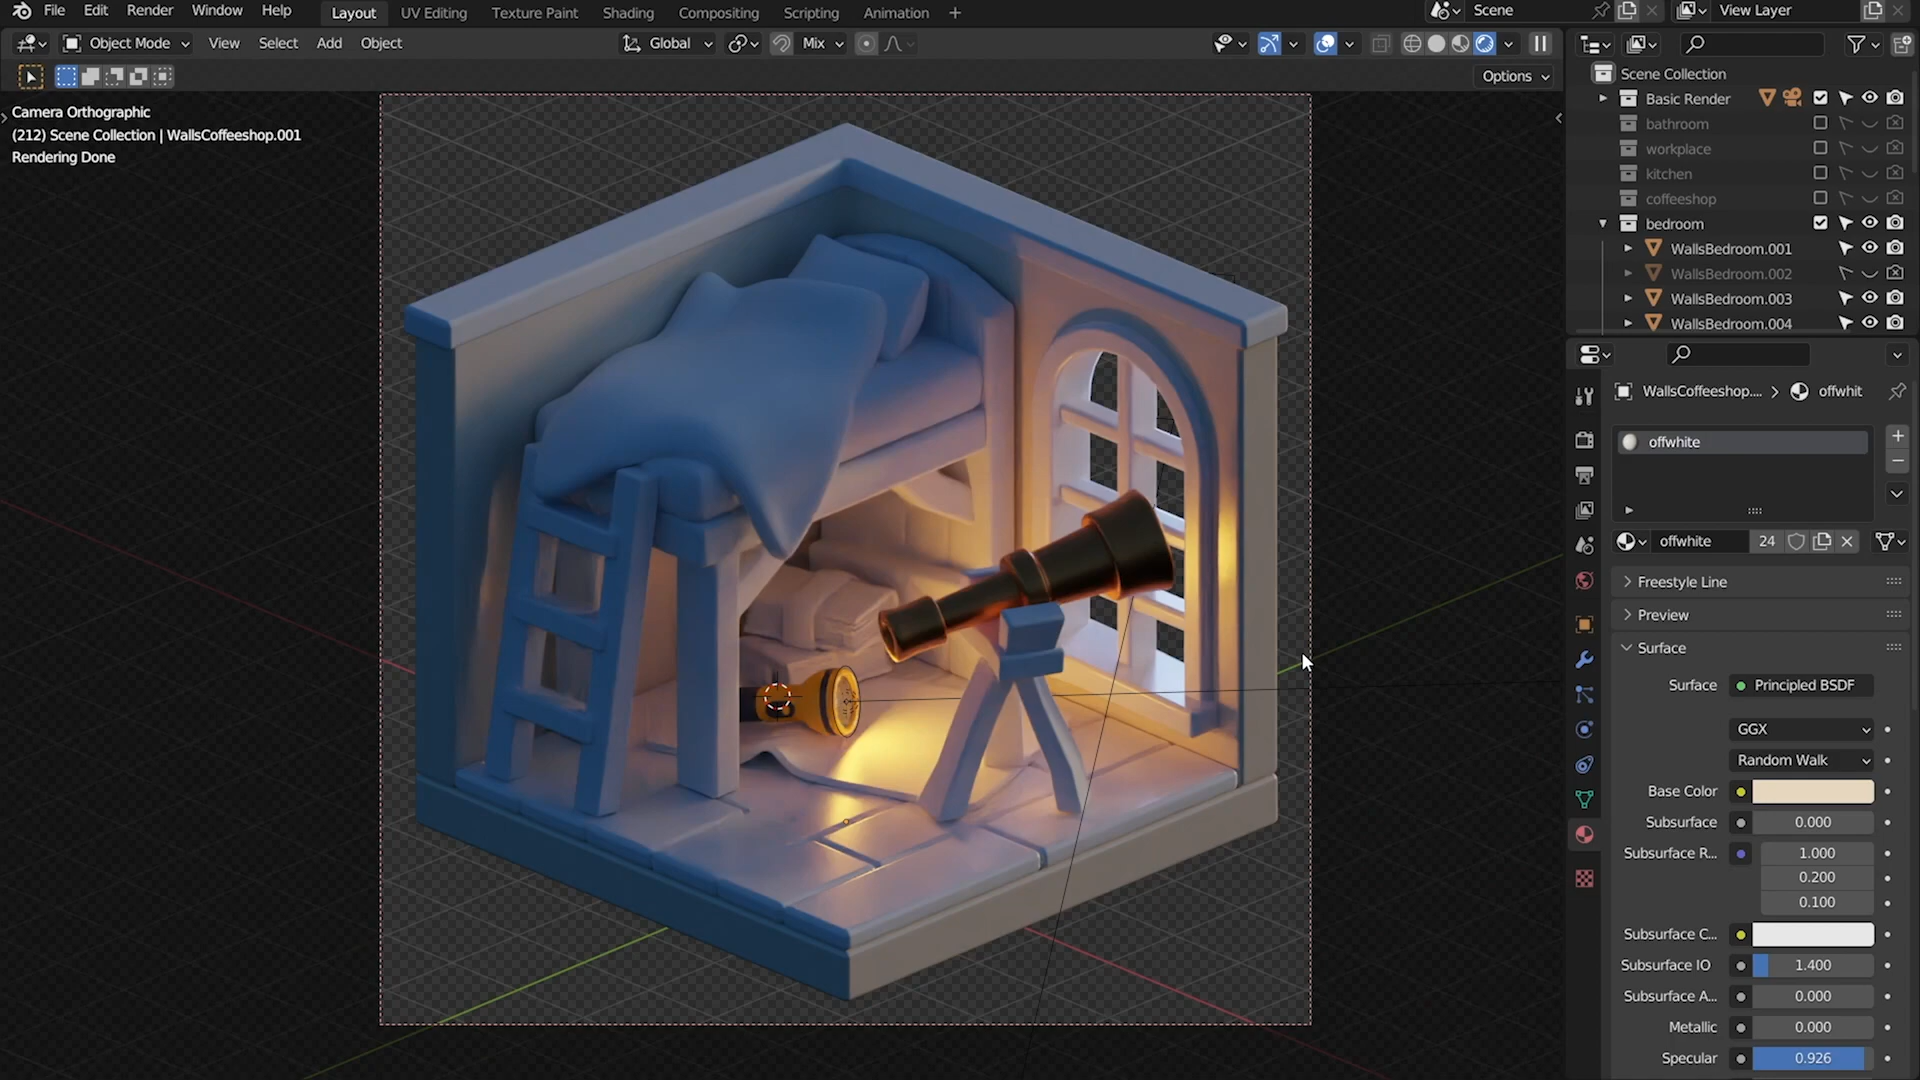 File Edit Render Window Help Layout UV Editing Texture Paint Shading Compositing Scripting Animation + Scene View Layer
Object Mode View Select Add Object Global Mix
Options
Camera Orthographic
(212) Scene Collection | WallsCoffeeshop.001
Rendering Done
Scene Collection
Basic Render
bathroom
workplace
kitchen
coffeeshop
bedroom
WallsBedroom.001
WallsBedroom.002
WallsBedroom.003
WallsBedroom.004
WallsCoffeeshop.... > offwhit
offwhite
offwhite 24
Freestyle Line
Preview
Surface
Surface Principled BSDF
GGX
Random Walk
Base Color
Subsurface 0.000
Subsurface R... 1.000
0.200
0.100
Subsurface C...
Subsurface IO 1.400
Subsurface A... 0.000
Metallic 0.000
Specular 0.926